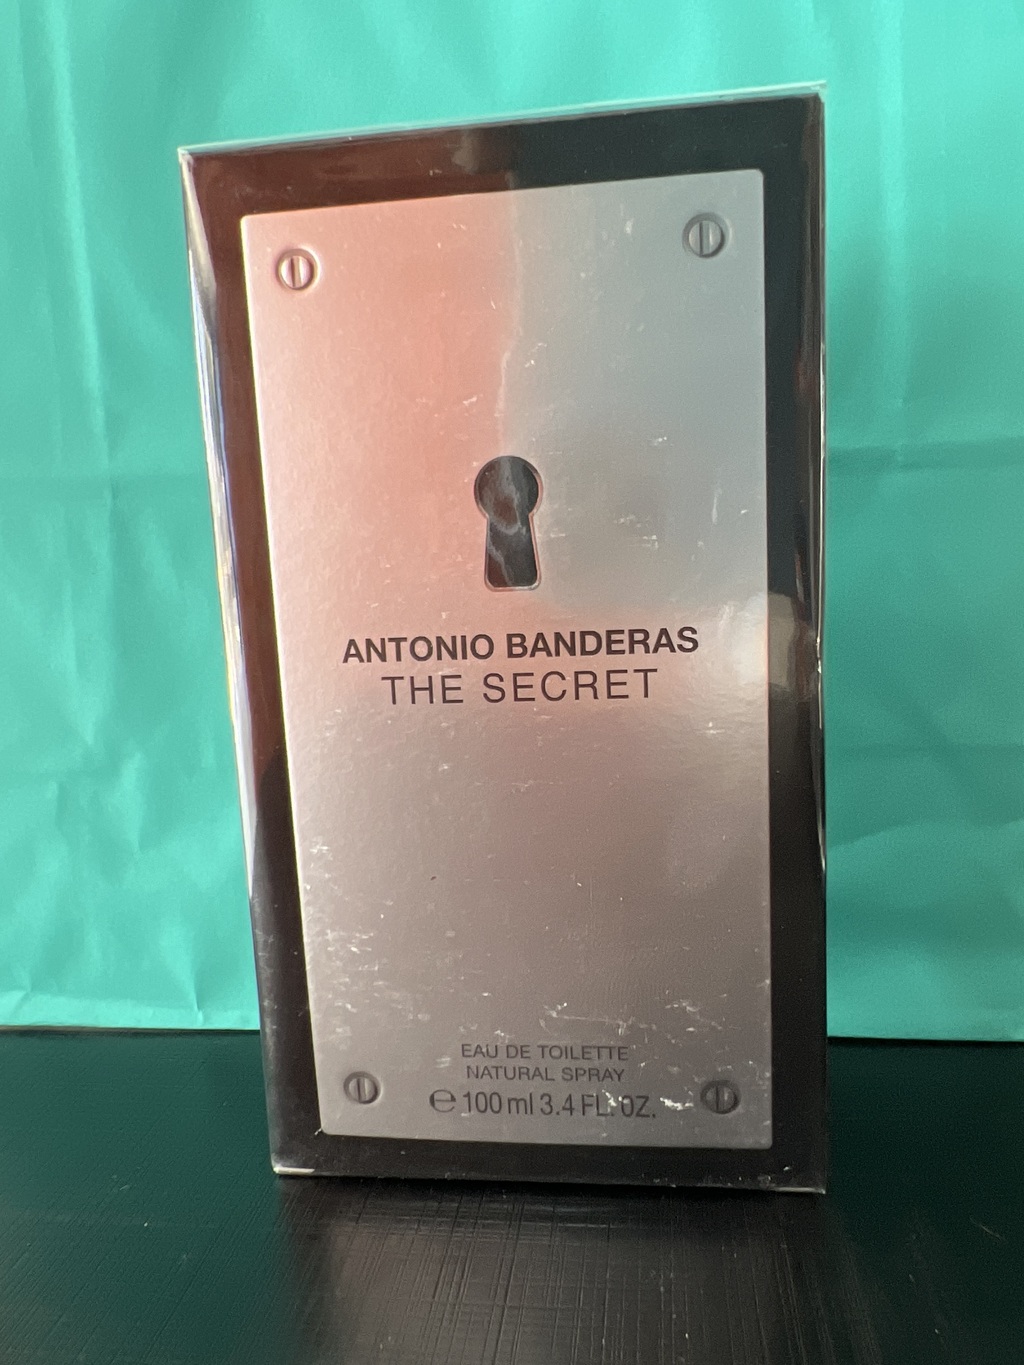 ANTONIO BANDERAS
THE SECRET
EAU DE TOILETTE
NATURAL SPRAY
℮ 100 ml 3.4 FL. OZ.